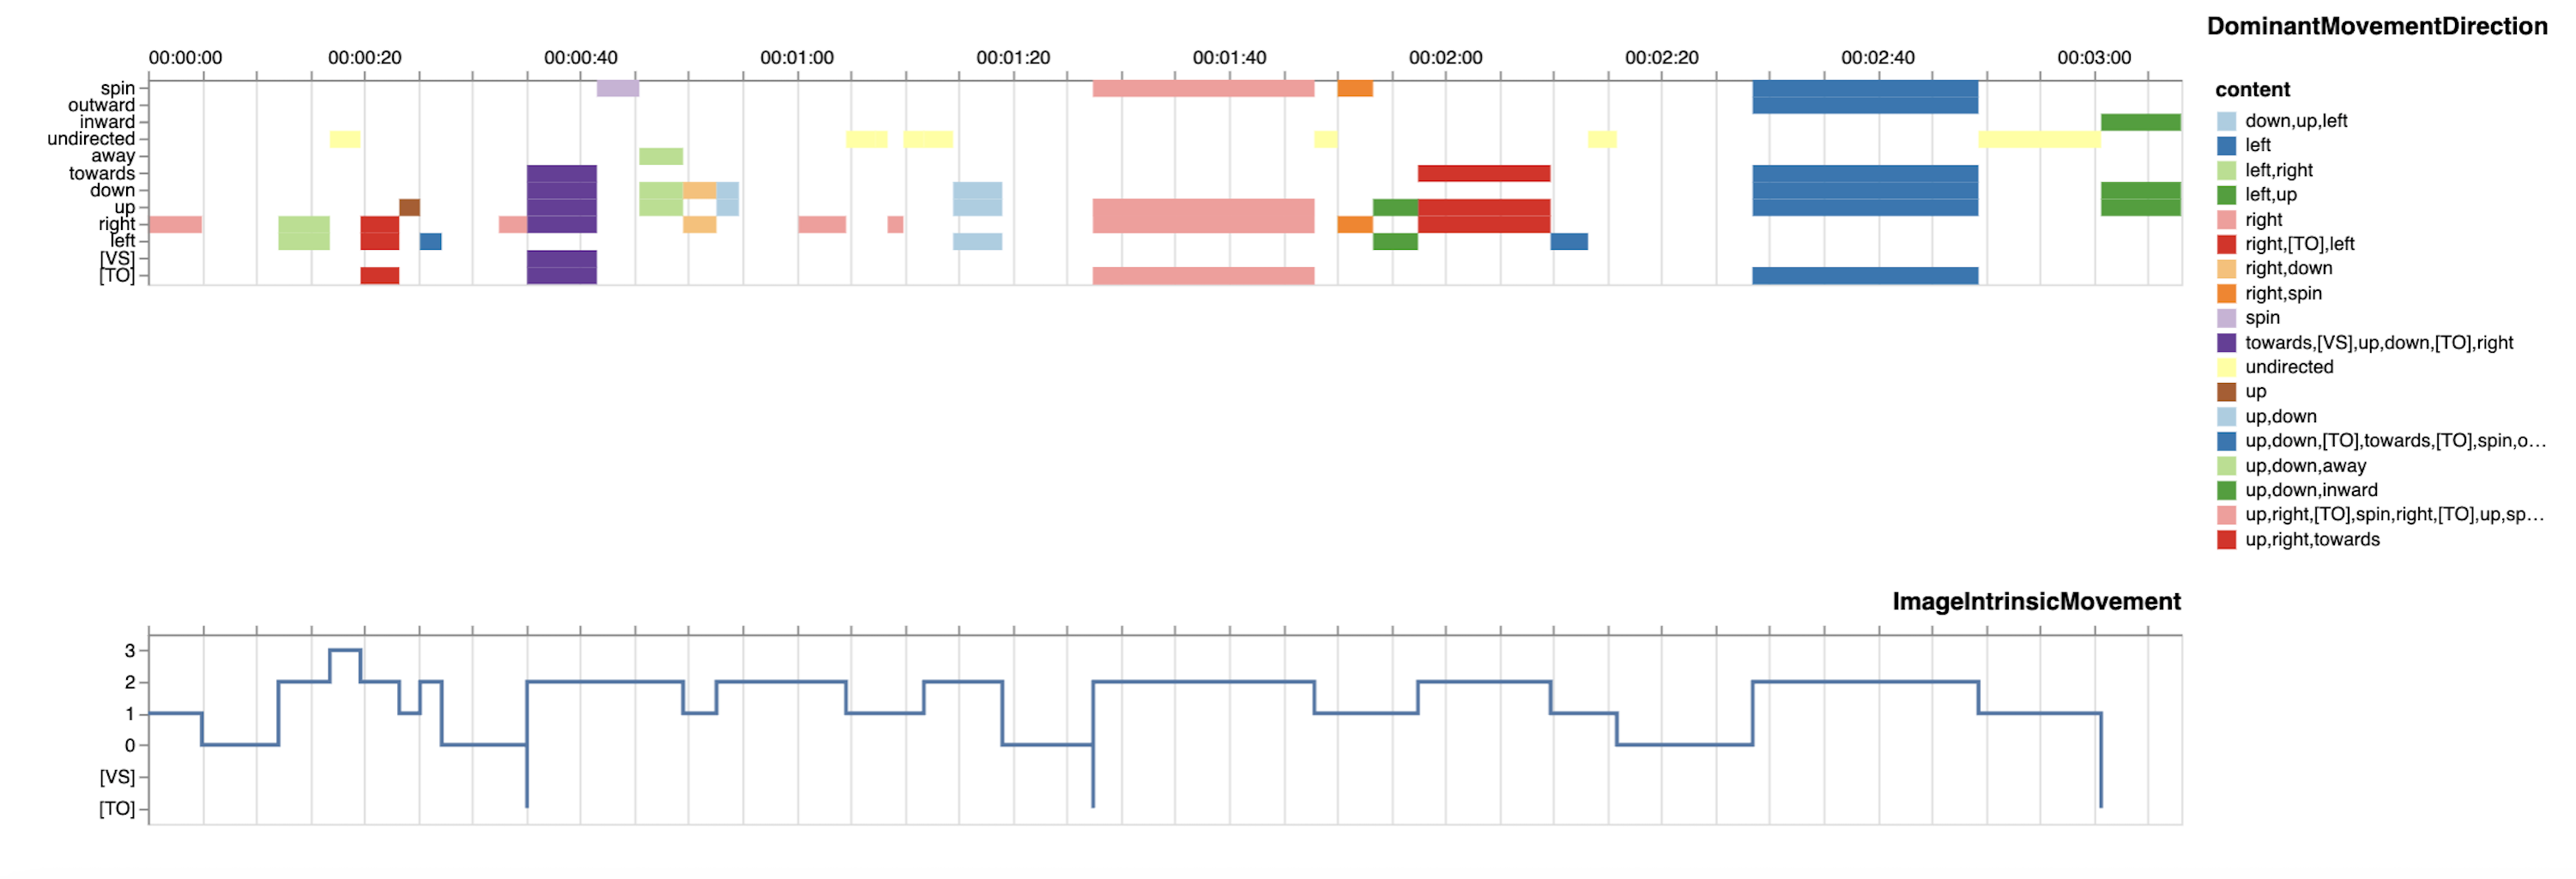 DominantMovementDirection
00:00:00 00:00:20 00:00:40 00:01:00 00:01:20 00:01:40 00:02:00 00:02:20 00:02:40 00:03:00
spin
outward
inward
undirected
away
towards
down
up
right
left
[VS]
[TO]
content
down,up,left
left
left,right
left,up
right
right,[TO],left
right,down
right,spin
spin
towards,[VS],up,down,[TO],right
undirected
up
up,down
up,down,[TO],towards,[TO],spin,o…
up,down,away
up,down,inward
up,right,[TO],spin,right,[TO],up,sp…
up,right,towards
ImageIntrinsicMovement
3
2
1
0
[VS]
[TO]